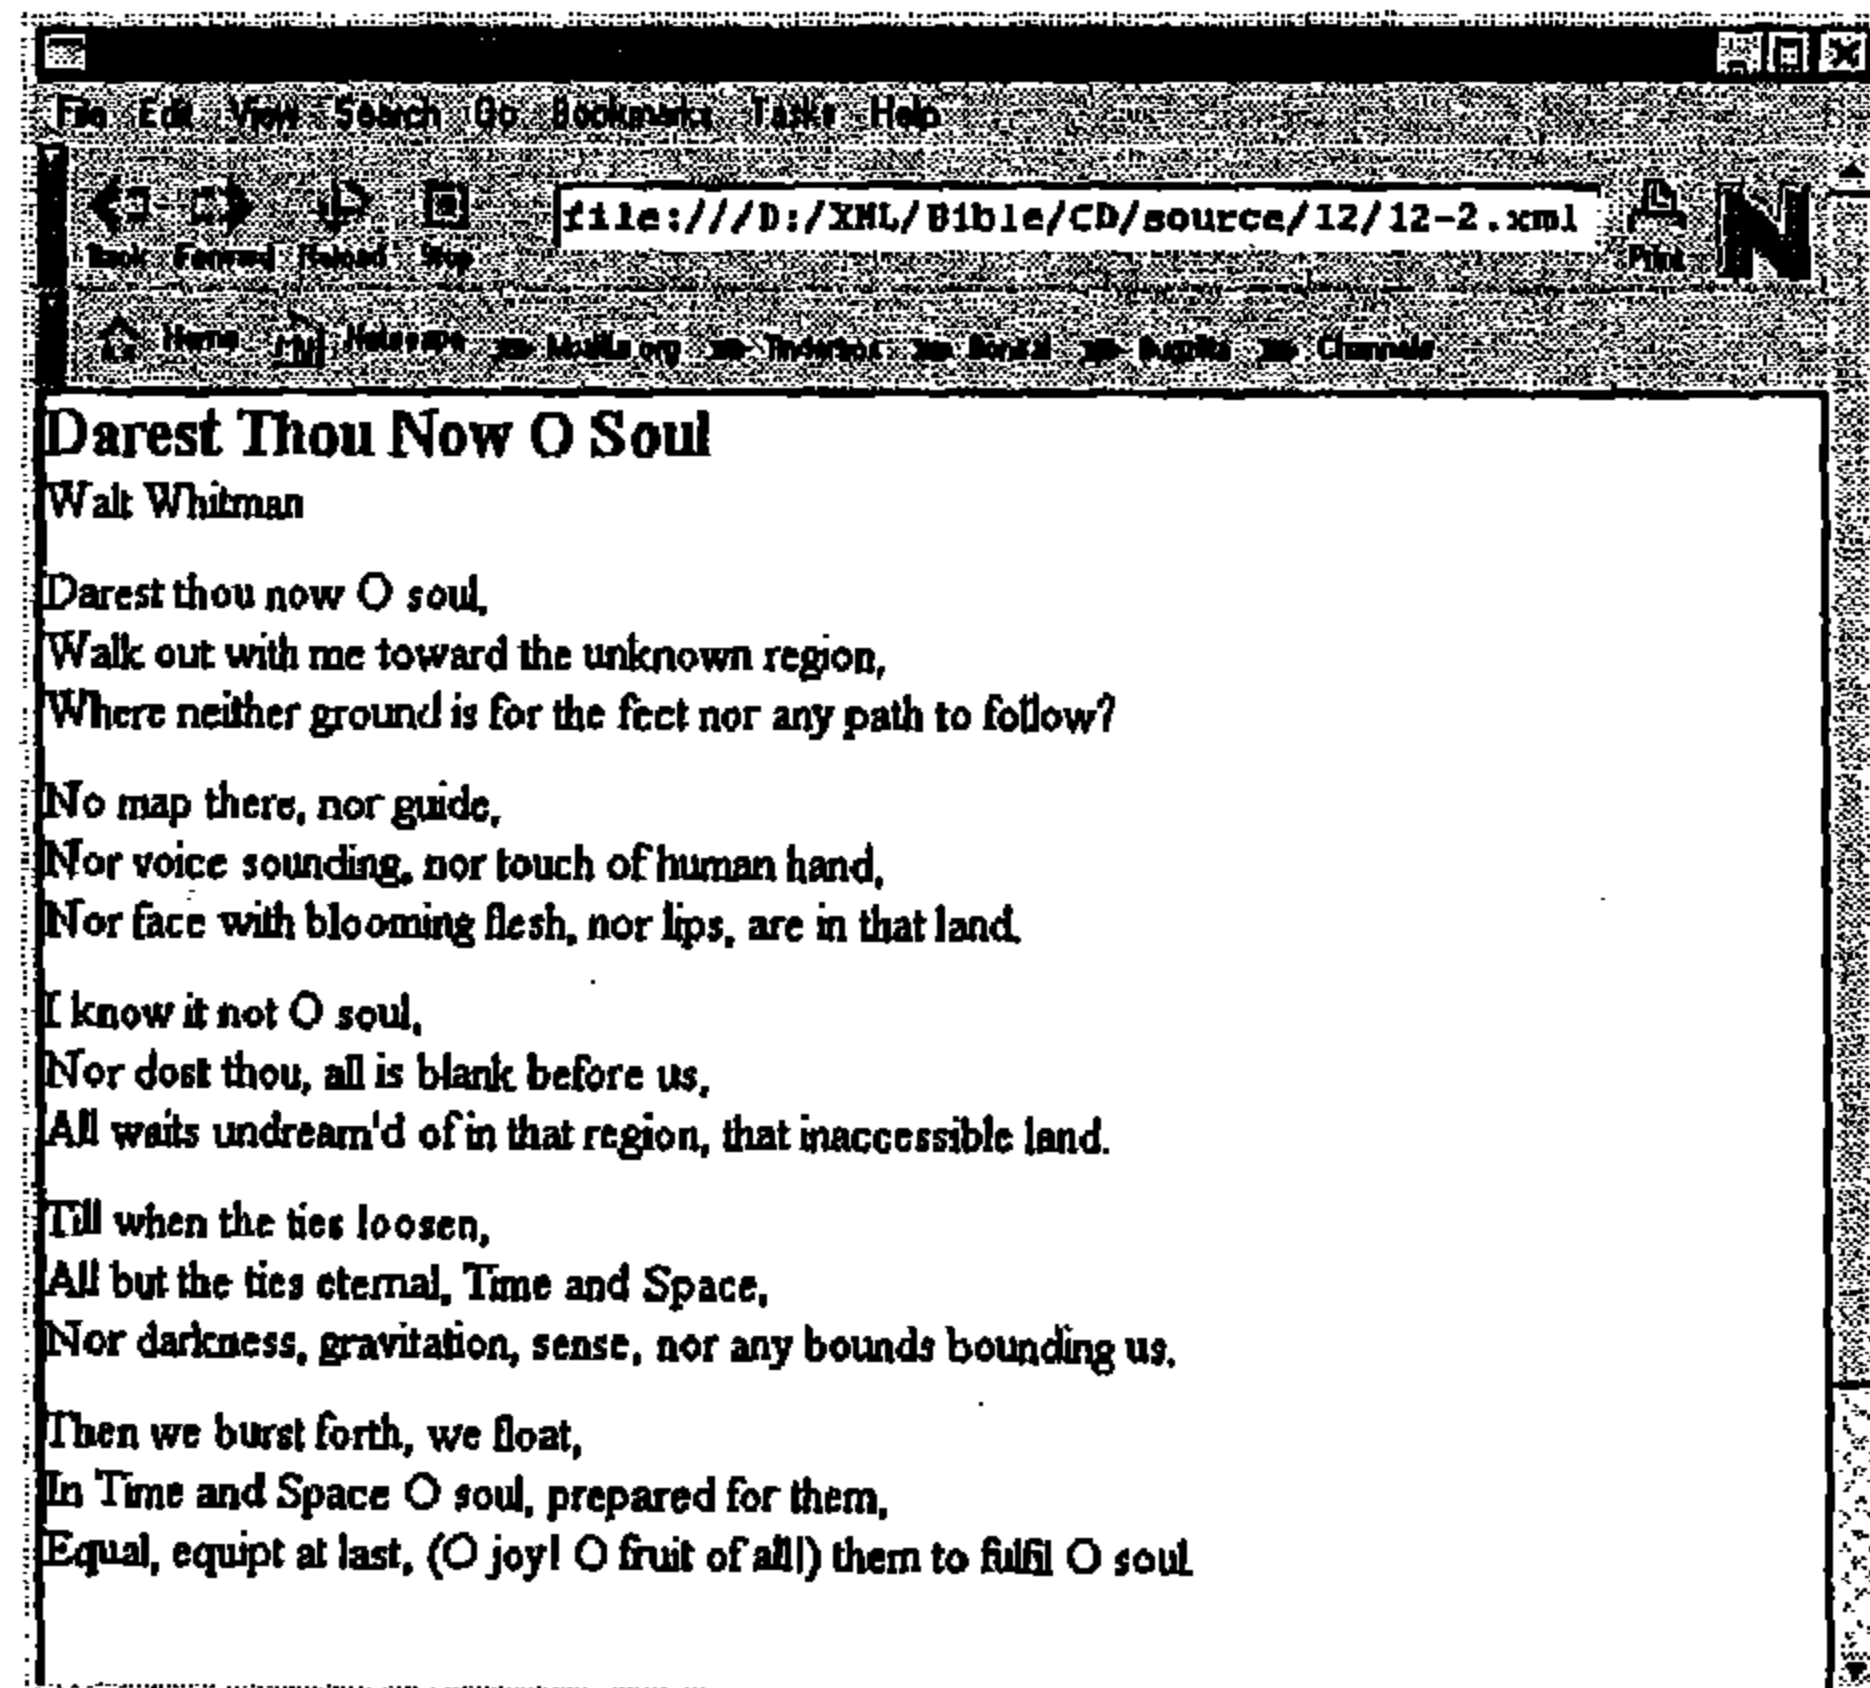 File Edit View Search Go Bookmarks Tasks Help
file:///D:/XML/Bible/CD/source/12/12-2.xml
Print
N
Back Forward Reload Stop
Home Netscape Mozilla.org Tinderbox Bonsai Bugzilla Channels
Darest Thou Now O Soul
Walt Whitman
Darest thou now O soul,
Walk out with me toward the unknown region,
Where neither ground is for the feet nor any path to follow?
No map there, nor guide,
Nor voice sounding, nor touch of human hand,
Nor face with blooming flesh, nor lips, are in that land.
I know it not O soul,
Nor dost thou, all is blank before us,
All waits undream'd of in that region, that inaccessible land.
Till when the ties loosen,
All but the ties eternal, Time and Space,
Nor darkness, gravitation, sense, nor any bounds bounding us.
Then we burst forth, we float,
In Time and Space O soul, prepared for them,
Equal, equipt at last, (O joy! O fruit of all!) them to fulfil O soul.